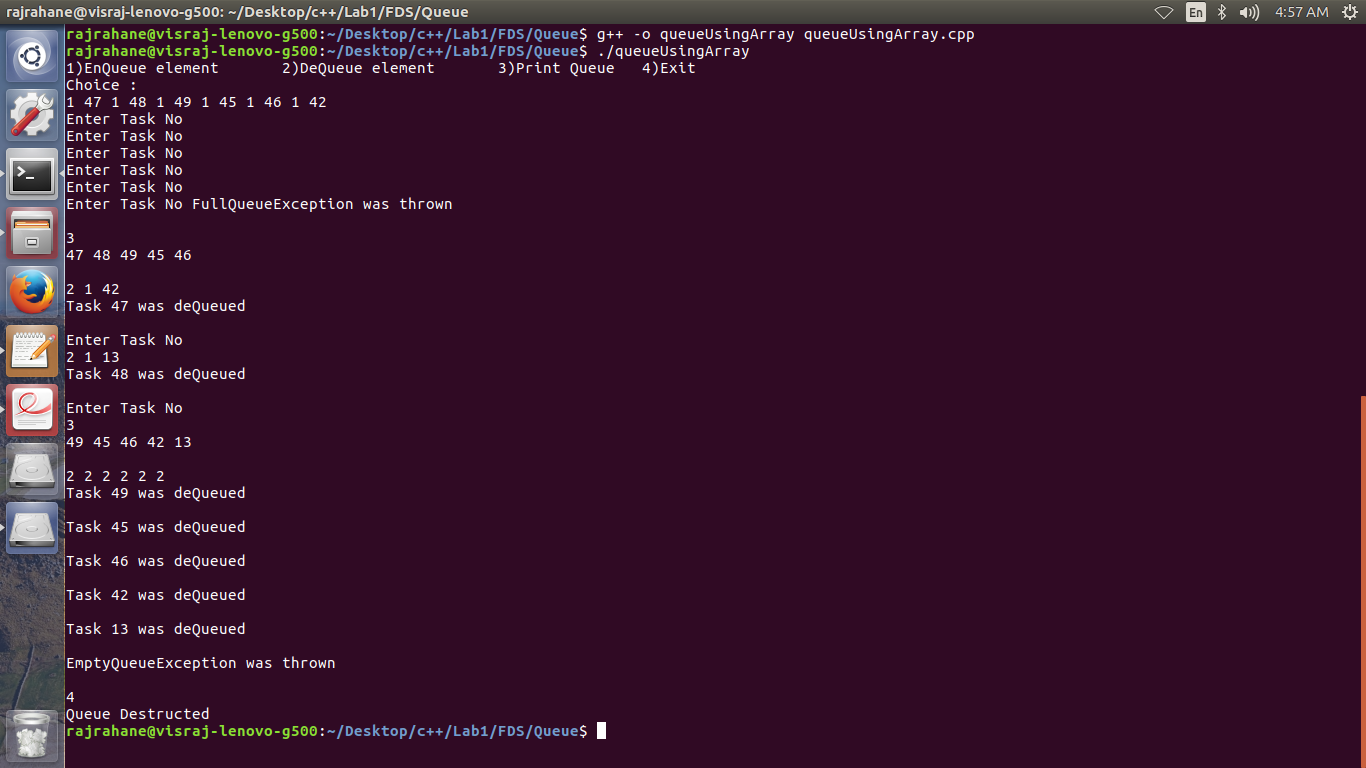 rajrahane@visraj-lenovo-g500: ~/Desktop/c++/Lab1/FDS/Queue En 4:57 AM
rajrahane@visraj-lenovo-g500:~/Desktop/c++/Lab1/FDS/Queue$ g++ -o queueUsingArray queueUsingArray.cpp
rajrahane@visraj-lenovo-g500:~/Desktop/c++/Lab1/FDS/Queue$ ./queueUsingArray
1)EnQueue element 2)DeQueue element 3)Print Queue 4)Exit
Choice :
1 47 1 48 1 49 1 45 1 46 1 42
Enter Task No
Enter Task No
Enter Task No
Enter Task No
Enter Task No
Enter Task No FullQueueException was thrown
3
47 48 49 45 46
2 1 42
Task 47 was deQueued
Enter Task No
2 1 13
Task 48 was deQueued
Enter Task No
3
49 45 46 42 13
2 2 2 2 2 2
Task 49 was deQueued
Task 45 was deQueued
Task 46 was deQueued
Task 42 was deQueued
Task 13 was deQueued
EmptyQueueException was thrown
4
Queue Destructed
rajrahane@visraj-lenovo-g500:~/Desktop/c++/Lab1/FDS/Queue$